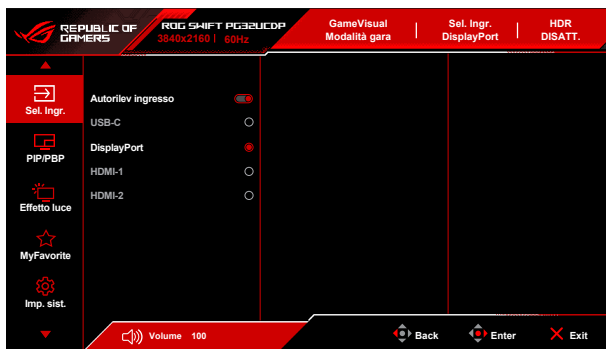 REPUBLIC OF
GAMERS
ROG SWIFT PG32UCDP
3840x2160 | 60Hz
GameVisual
Modalità gara
Sel. Ingr.
DisplayPort
HDR
DISATT.
Sel. Ingr.
PIP/PBP
Effetto luce
MyFavorite
Imp. sist.
Autorilev ingresso
USB-C
DisplayPort
HDMI-1
HDMI-2
Volume 100
Back
Enter
Exit